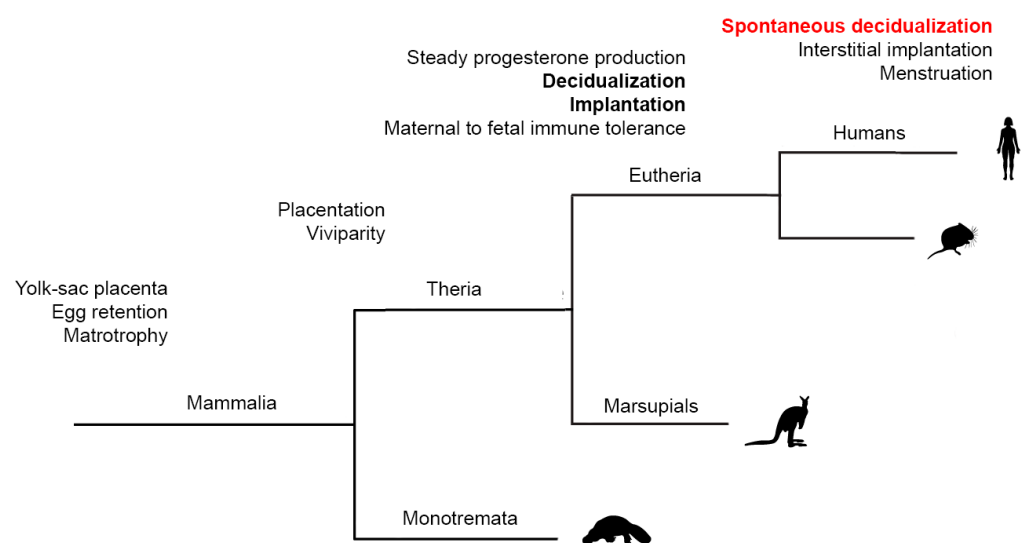 Spontaneous decidualization
Interstitial implantation
Menstruation
Steady progesterone production
Decidualization
Implantation
Maternal to fetal immune tolerance
Humans
Eutheria
Placentation
Viviparity
Yolk-sac placenta
Egg retention
Matrotrophy
Theria
Mammalia
Marsupials
Monotremata